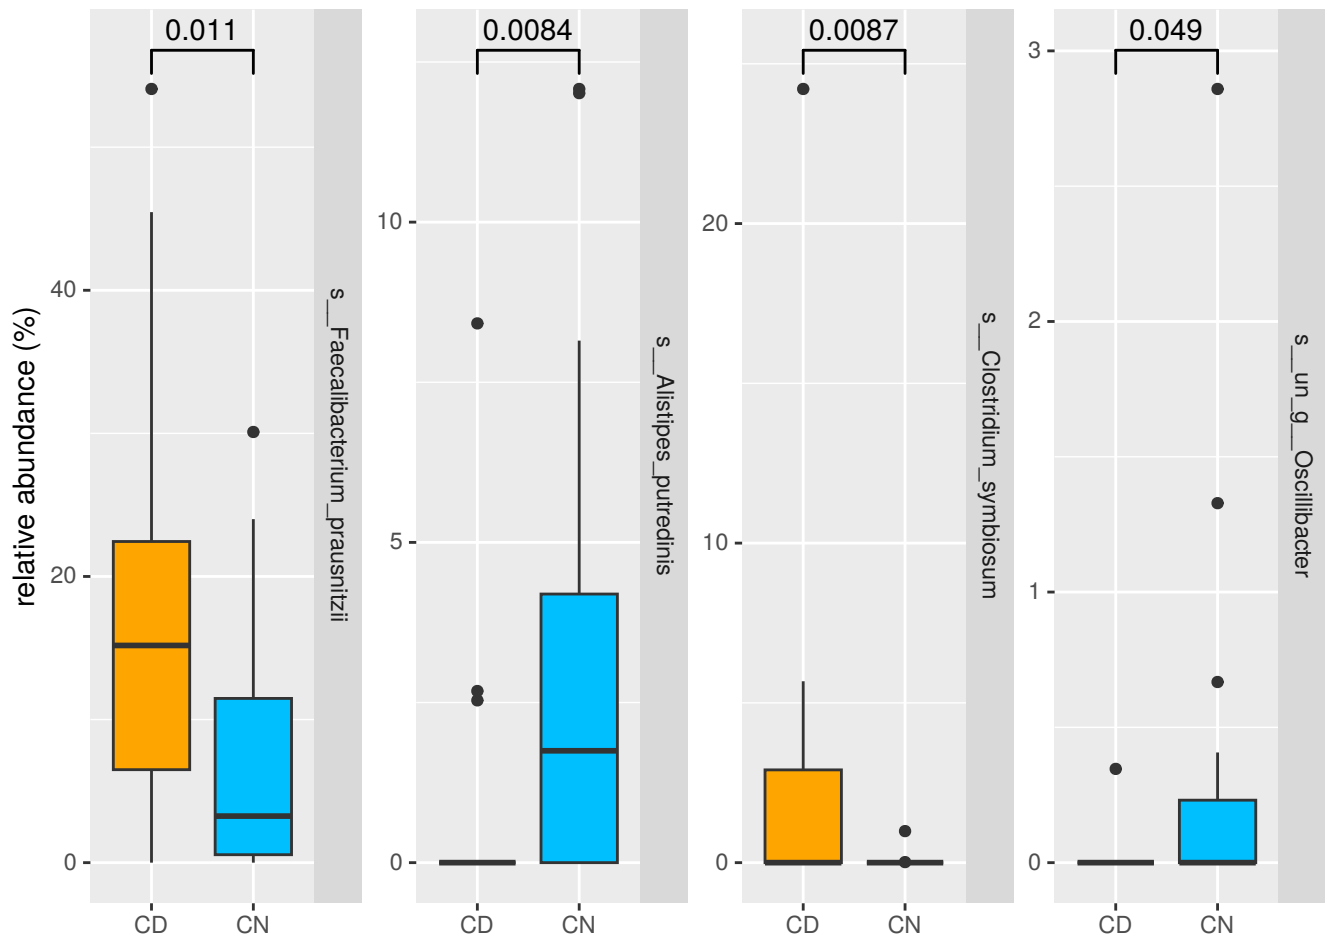 relative abundance (%)
0.011
40
20
0
CD CN
s__Faecalibacterium_prausnitzii
0.0084
10
5
0
CD CN
s__Alistipes_putredinis
0.0087
20
10
0
CD CN
s__Clostridium_symbiosum
0.049
3
2
1
0
CD CN
s__un_g__Oscillibacter